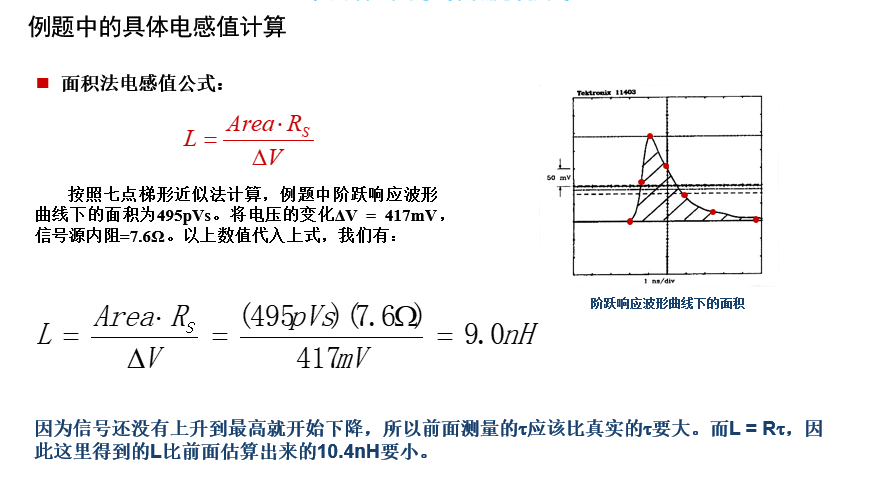 例题中的具体电感值计算
■ 面积法电感值公式：
L = Area· R_S / ΔV
按照七点梯形近似法计算，例题中阶跃响应波形
曲线下的面积为495pVs。将电压的变化ΔV = 417mV，
信号源内阻=7.6Ω。以上数值代入上式，我们有：
Tektronix 11403
50 mV
1 ns/div
阶跃响应波形曲线下的面积
L = Area· R_S / ΔV = (495pVs)(7.6Ω) / 417mV = 9.0nH
因为信号还没有上升到最高就开始下降，所以前面测量的τ应该比真实的τ要大。而L = Rτ，因
此这里得到的L比前面估算出来的10.4nH要小。